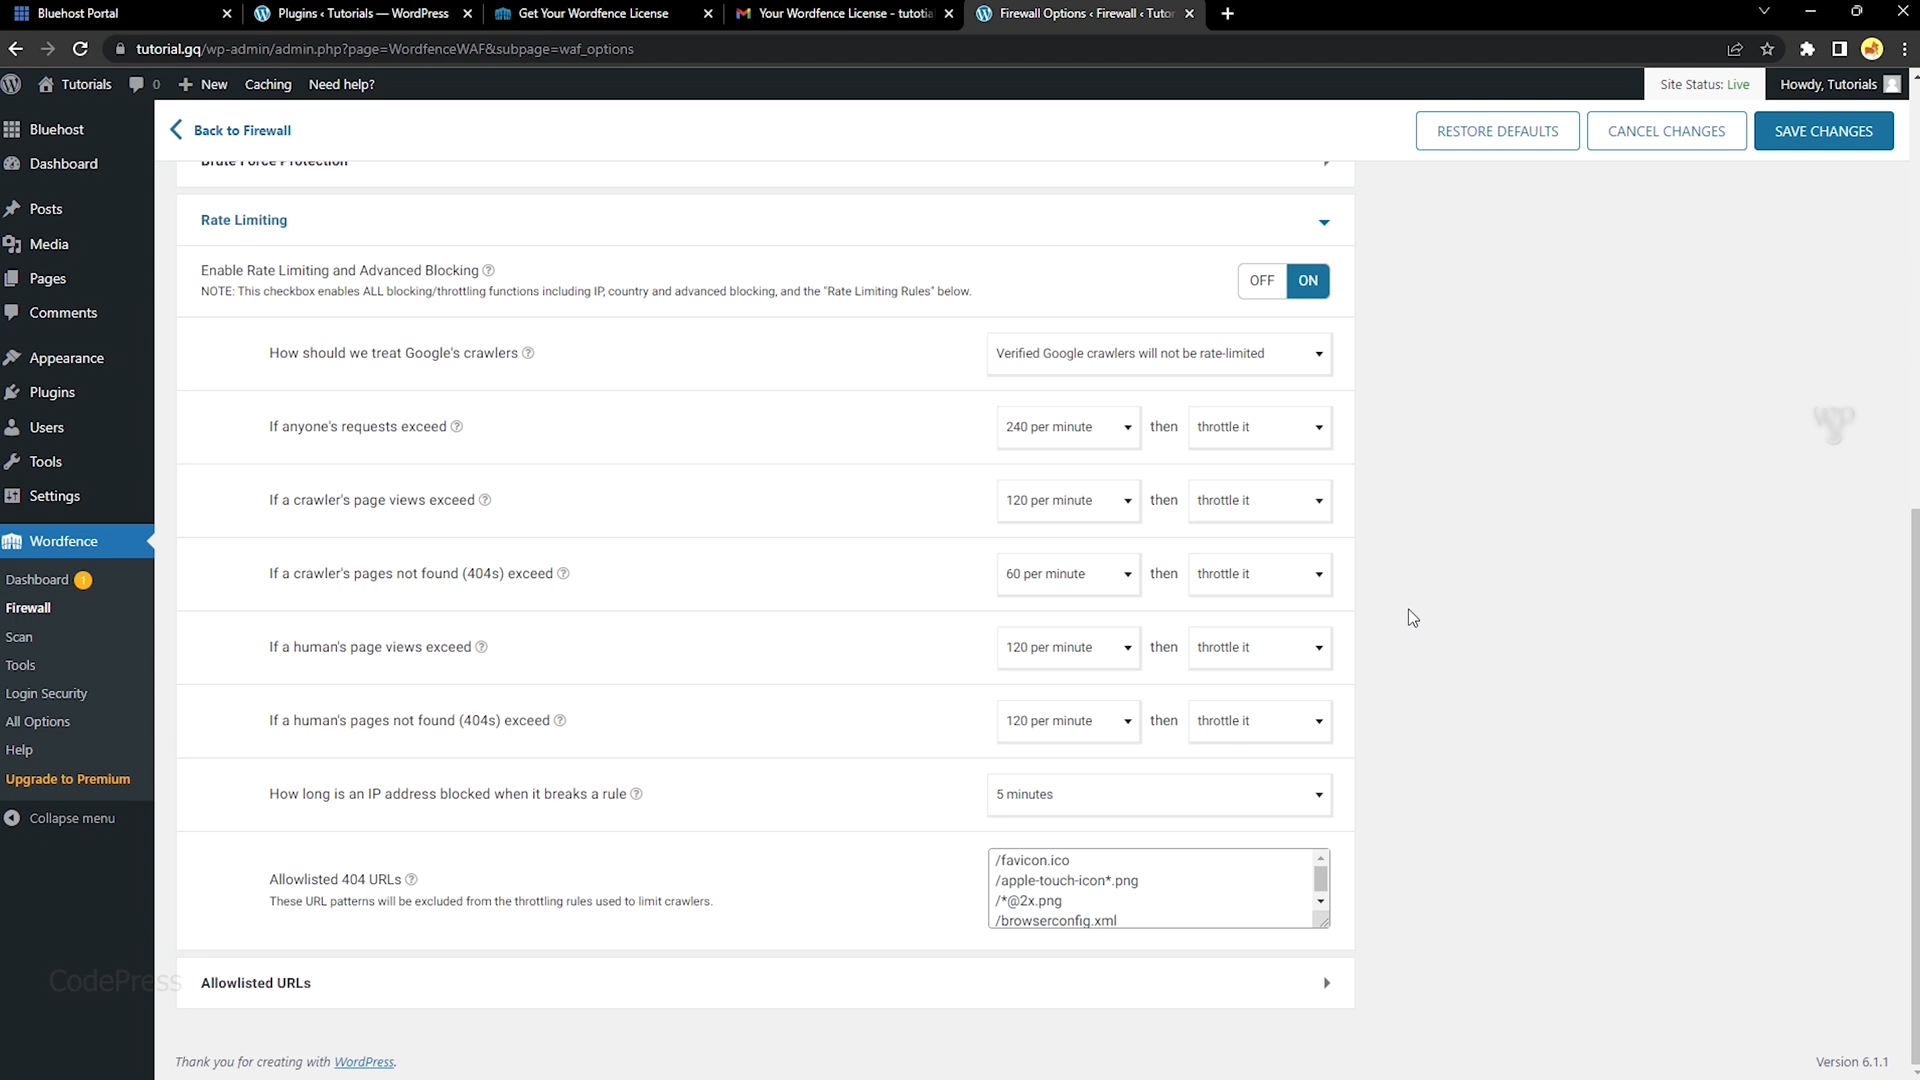 Bluehost Portal
Plugins ‹ Tutorials — WordPress
Get Your Wordfence License
Your Wordfence License - tutotial
Firewall Options ‹ Firewall ‹ Tutor
tutorial.gq/wp-admin/admin.php?page=WordfenceWAF&subpage=waf_options
Tutorials
0
New
Caching
Need help?
Site Status: Live
Howdy, Tutorials
Bluehost
Dashboard
Posts
Media
Pages
Comments
Appearance
Plugins
Users
Tools
Settings
Wordfence
Dashboard 1
Firewall
Scan
Tools
Login Security
All Options
Help
Upgrade to Premium
Collapse menu
Back to Firewall
RESTORE DEFAULTS
CANCEL CHANGES
SAVE CHANGES
Brute Force Protection
Rate Limiting
Enable Rate Limiting and Advanced Blocking
NOTE: This checkbox enables ALL blocking/throttling functions including IP, country and advanced blocking, and the "Rate Limiting Rules" below.
OFF ON
How should we treat Google's crawlers
Verified Google crawlers will not be rate-limited
If anyone's requests exceed
240 per minute then throttle it
If a crawler's page views exceed
120 per minute then throttle it
If a crawler's pages not found (404s) exceed
60 per minute then throttle it
If a human's page views exceed
120 per minute then throttle it
If a human's pages not found (404s) exceed
120 per minute then throttle it
How long is an IP address blocked when it breaks a rule
5 minutes
Allowlisted 404 URLs
These URL patterns will be excluded from the throttling rules used to limit crawlers.
/favicon.ico
/apple-touch-icon*.png
/*@2x.png
/browserconfig.xml
CodePress
Allowlisted URLs
Thank you for creating with WordPress.
Version 6.1.1